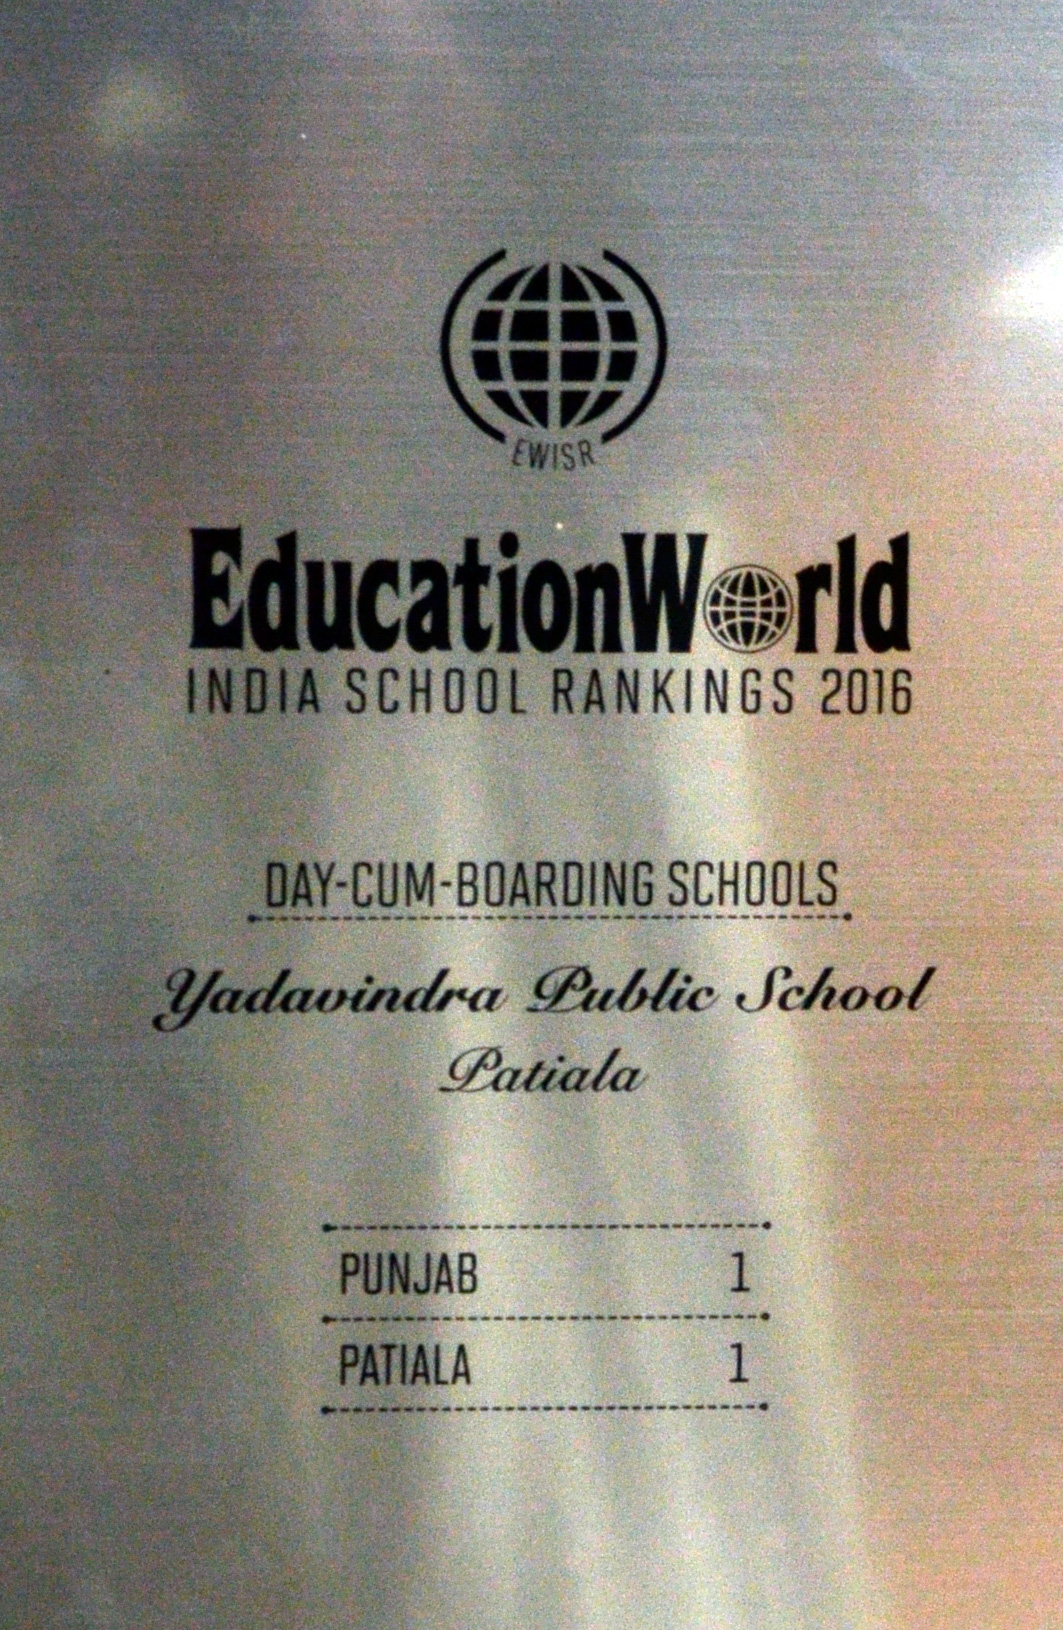 EWISR
EducationWorld
INDIA SCHOOL RANKINGS 2016
DAY-CUM-BOARDING SCHOOLS
Yadavindra Public School
Patiala
PUNJAB 1
PATIALA 1